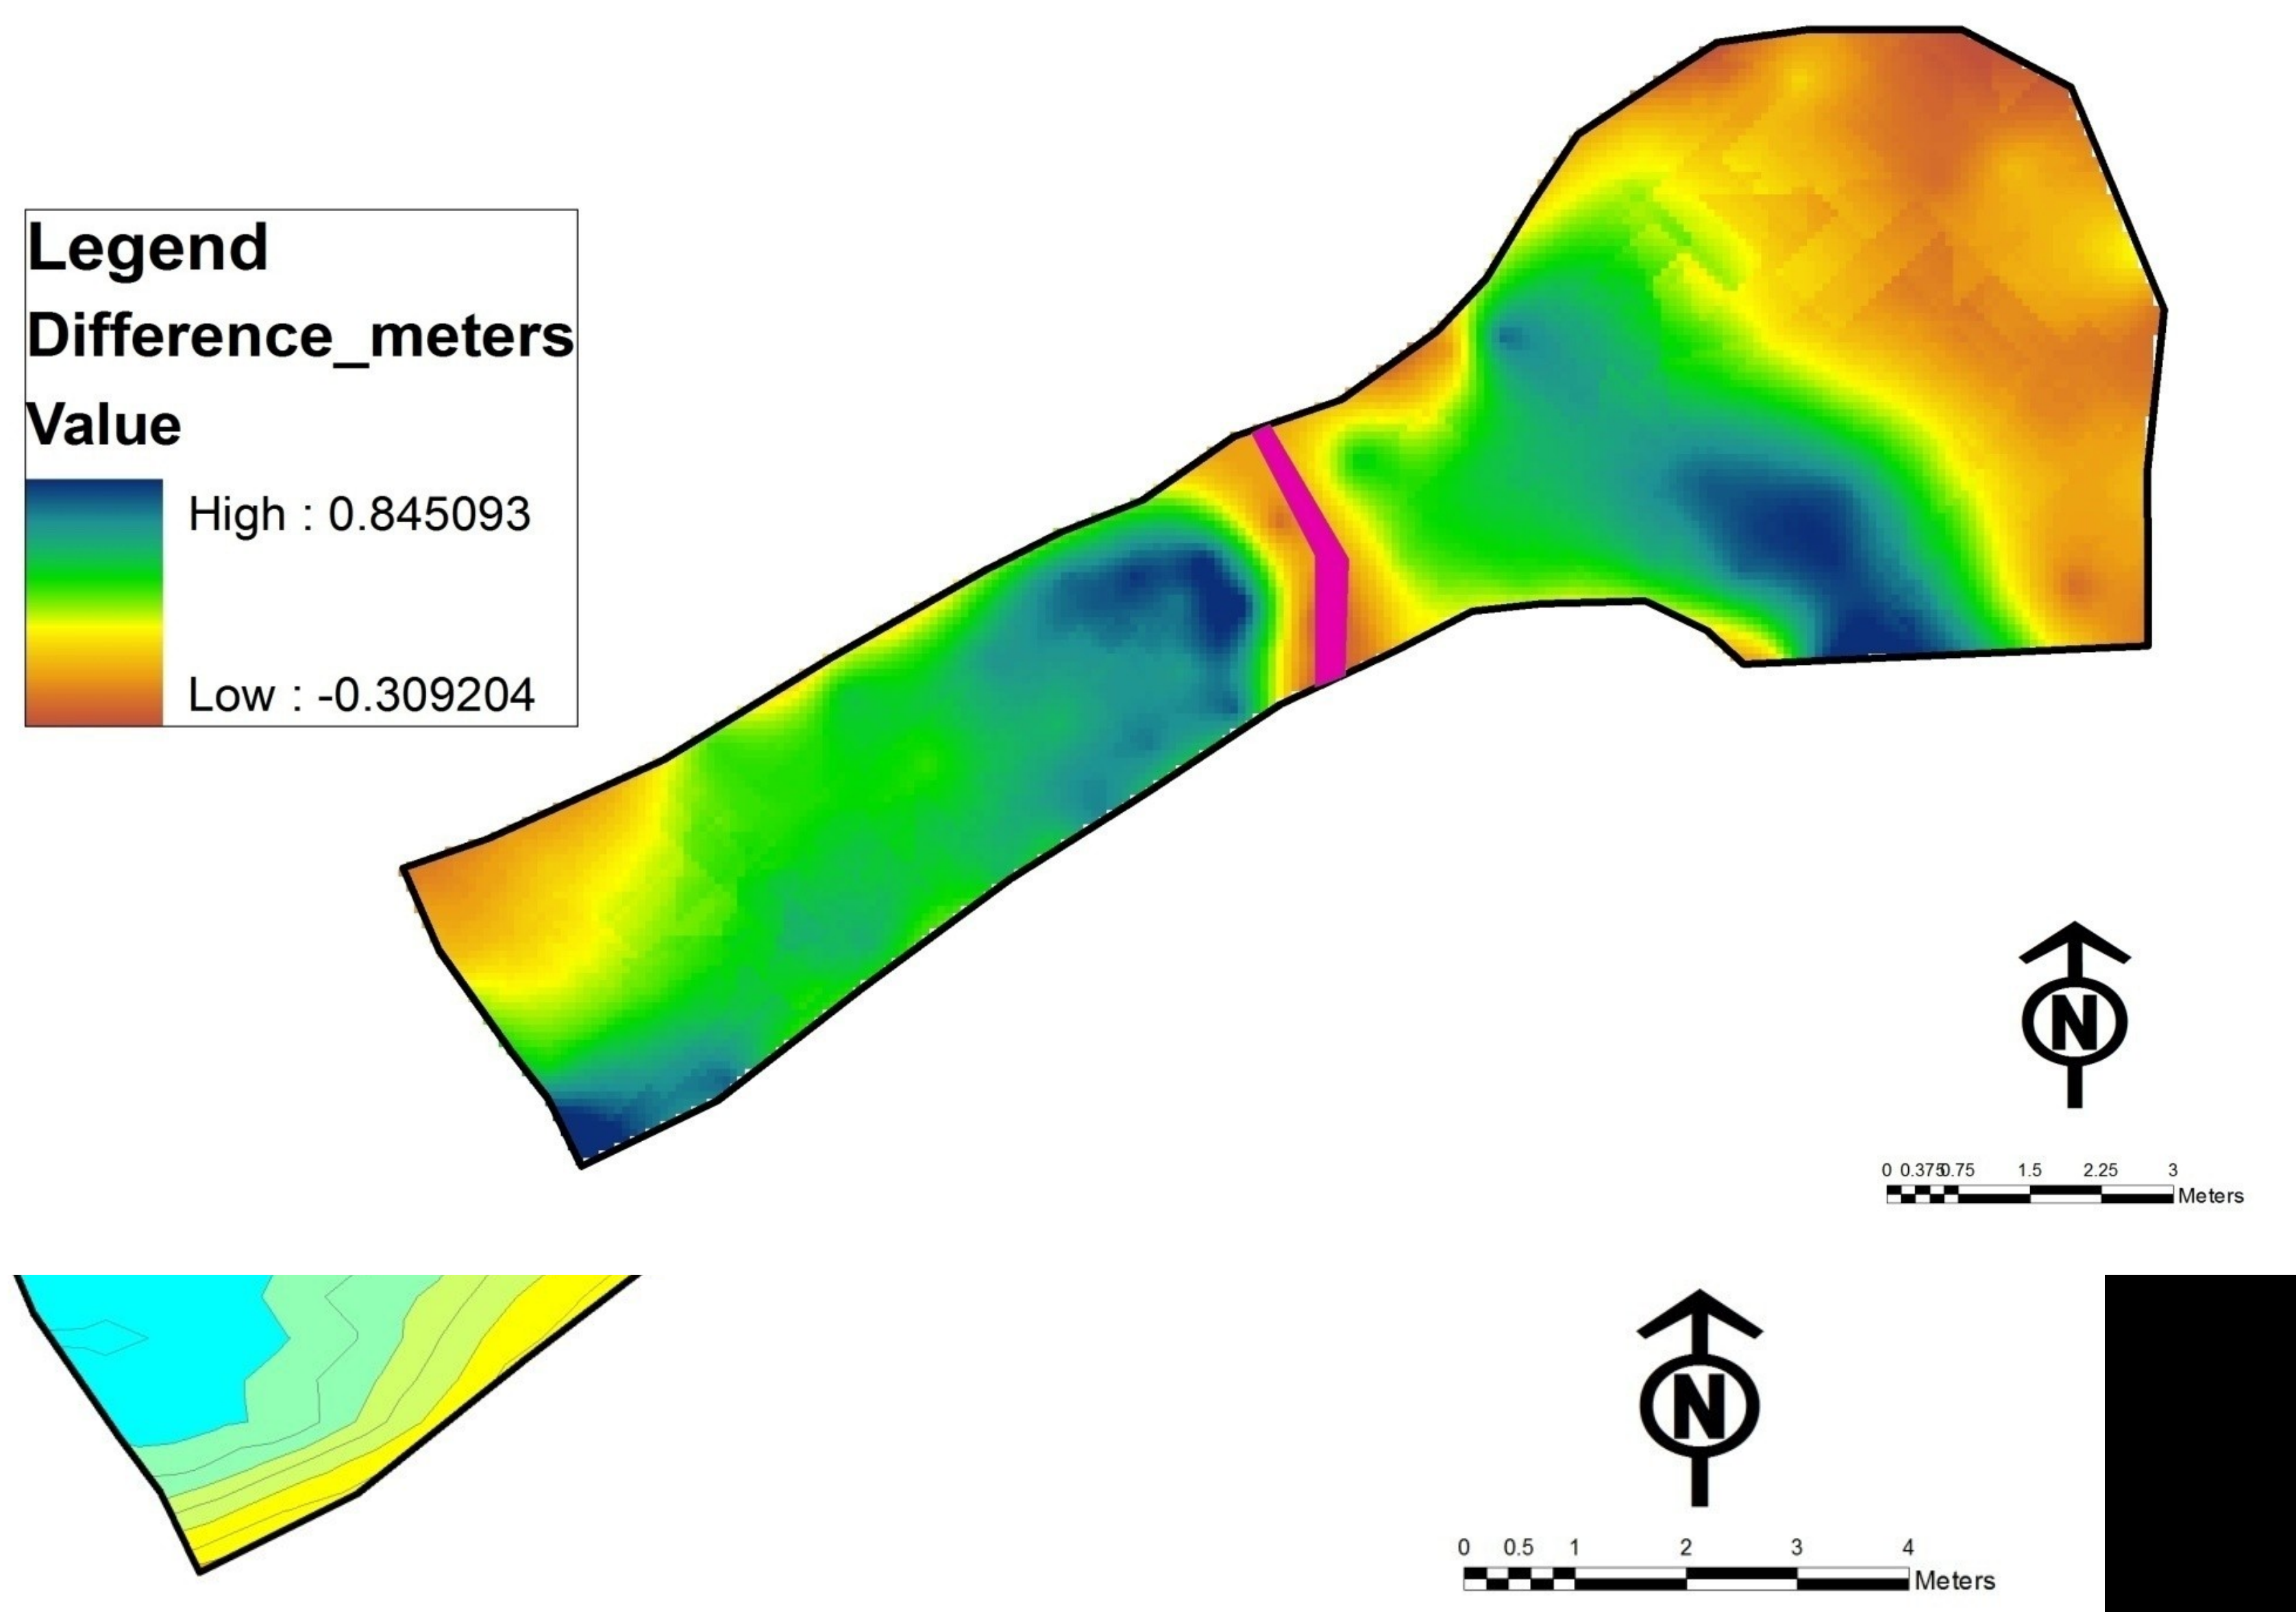 Legend
Difference_meters
Value
High : 0.845093
Low : -0.309204
N
0 0.375 0.75 1.5 2.25 3
Meters
N
0 0.5 1 2 3 4
Meters